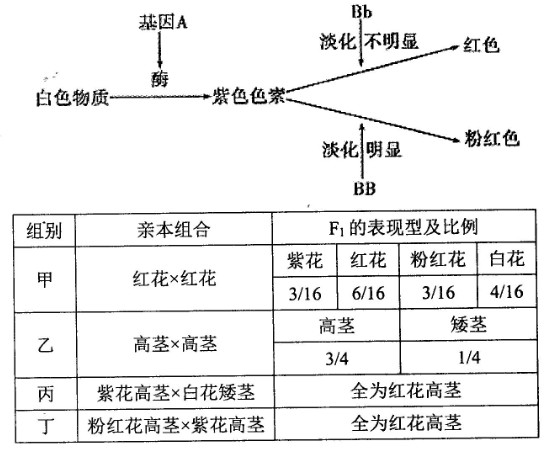 基因A
Bb
淡化 不明显
红色
酶
白色物质 紫色色素
粉红色
淡化 明显
BB
组别 亲本组合 F₁的表现型及比例
甲 红花×红花 紫花 红花 粉红花 白花
3/16 6/16 3/16 4/16
乙 高茎×高茎 高茎 矮茎
3/4 1/4
丙 紫花高茎×白花矮茎 全为红花高茎
丁 粉红花高茎×紫花高茎 全为红花高茎